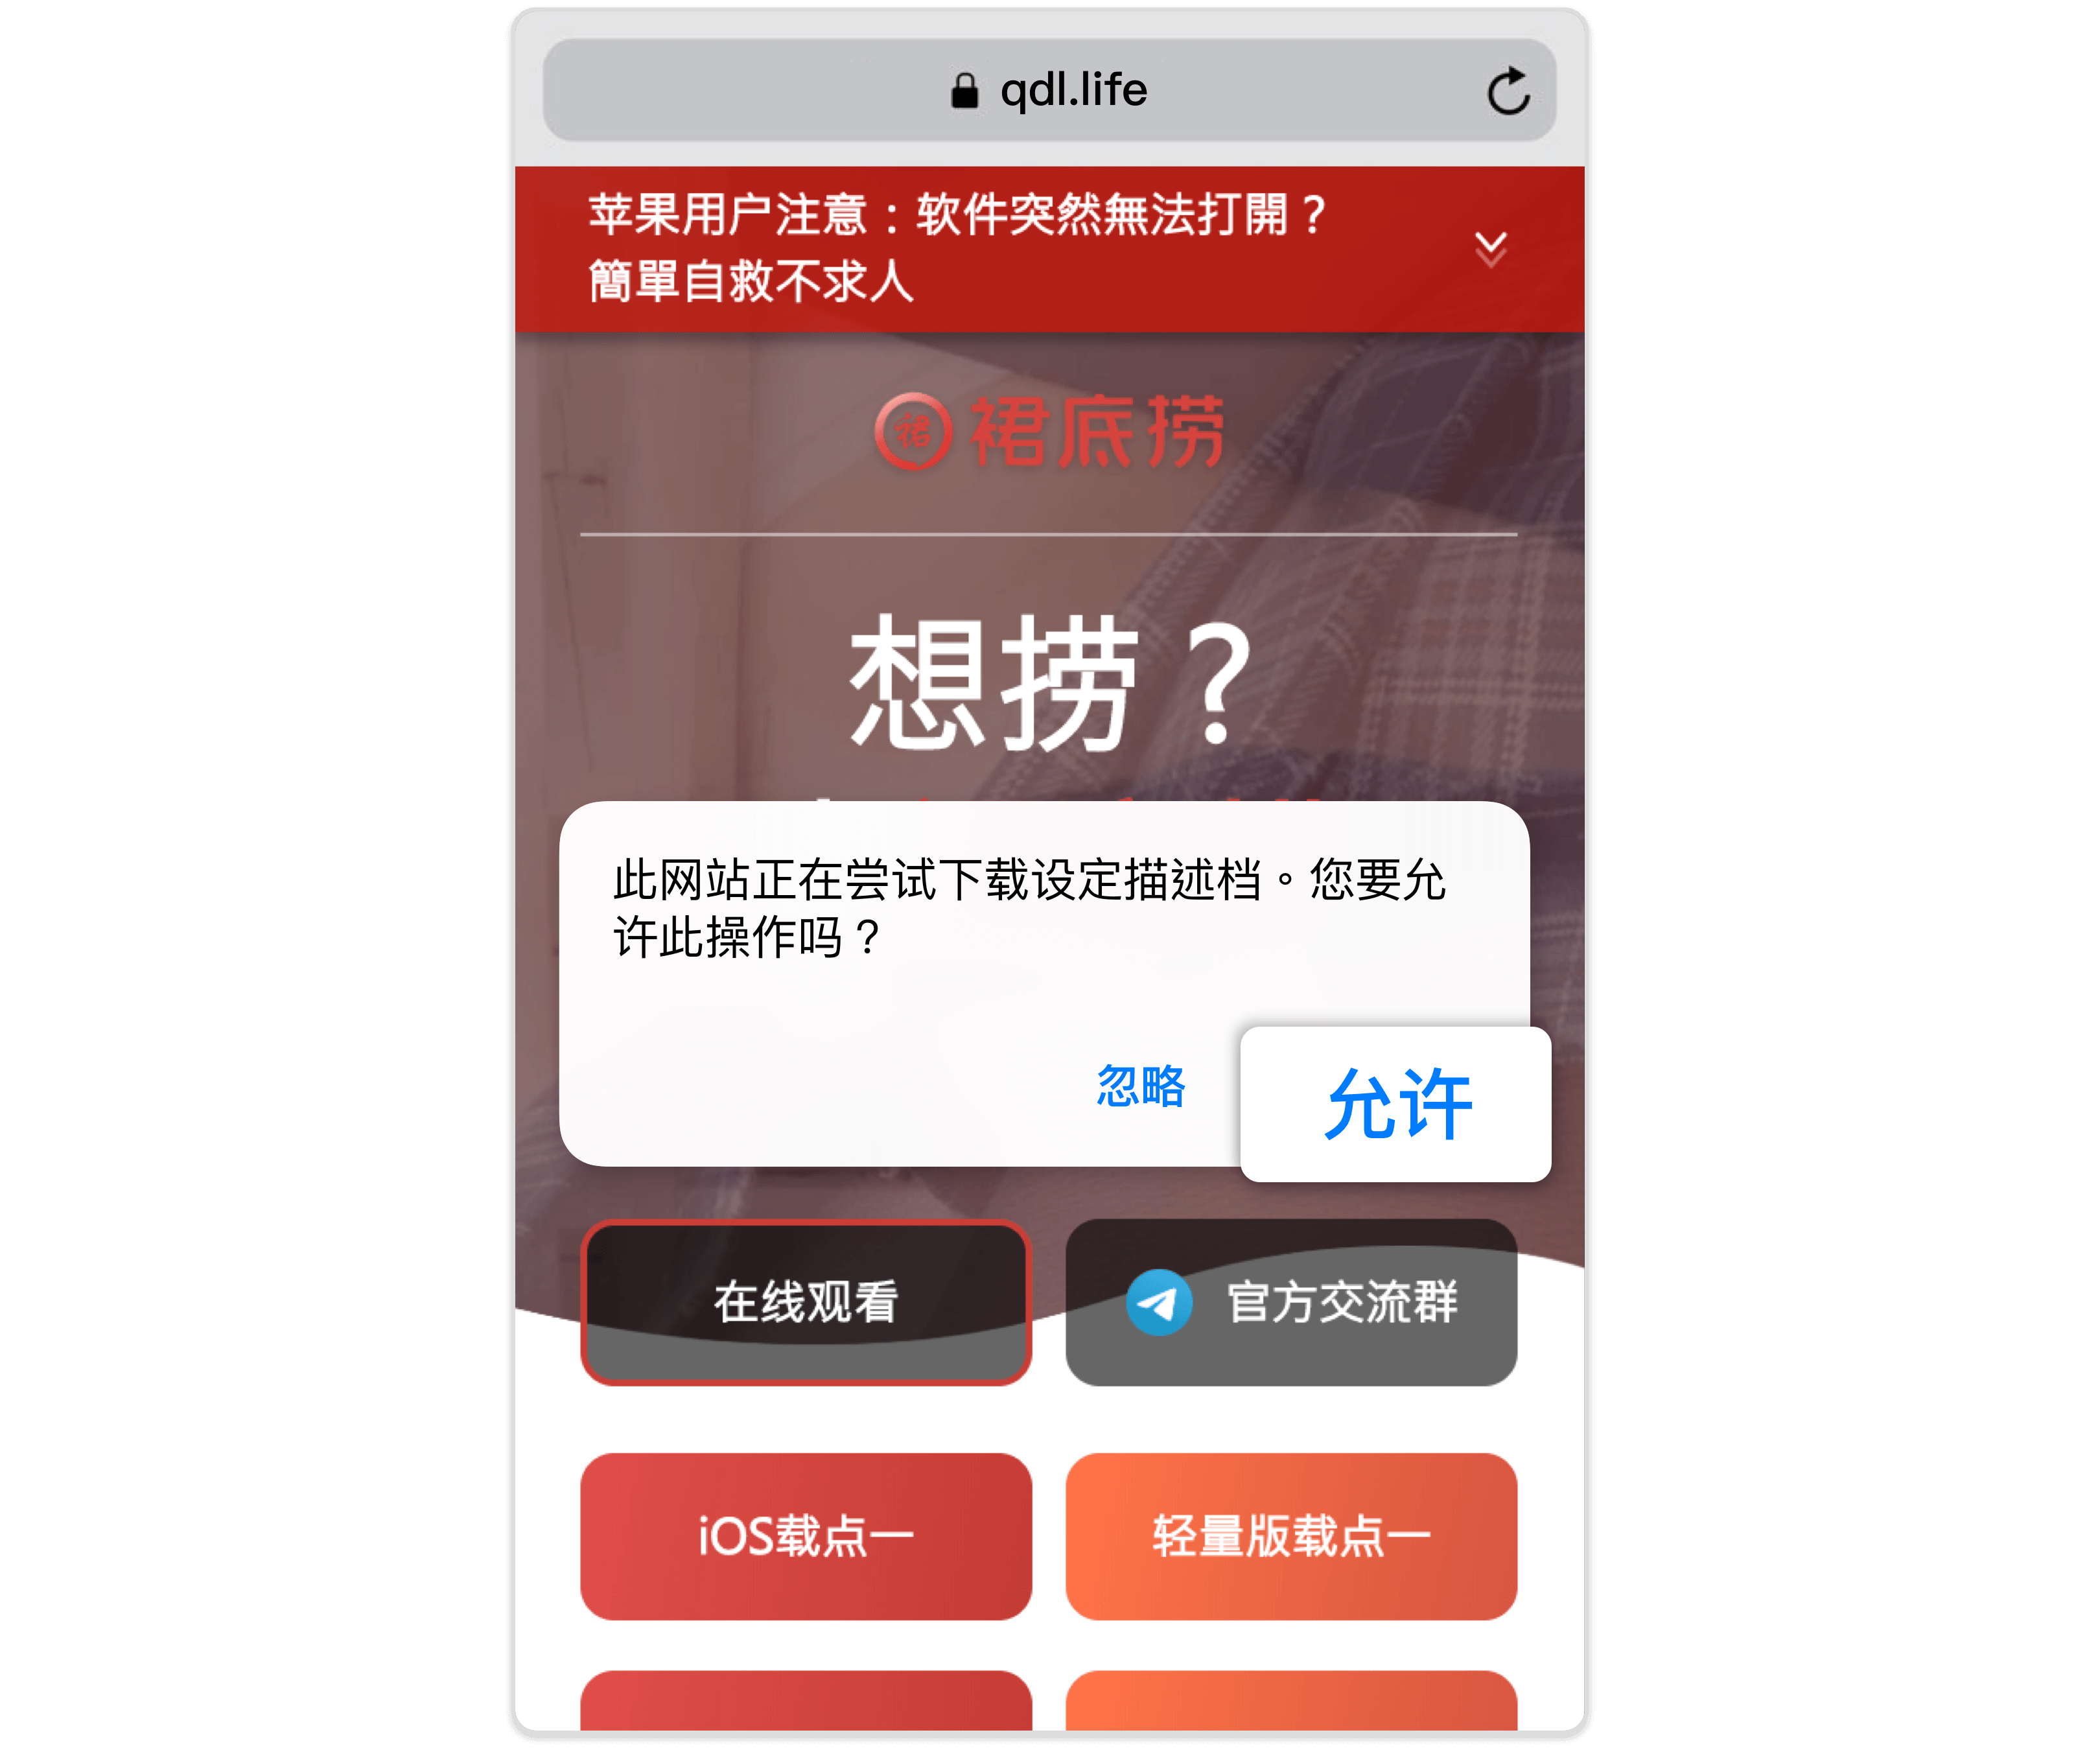 qdl.life
苹果用户注意：软件突然無法打開？
簡單自救不求人
裙 裙底捞
想捞？
此网站正在尝试下载设定描述档。您要允
许此操作吗？
忽略
允许
在线观看
官方交流群
iOS载点一
轻量版载点一